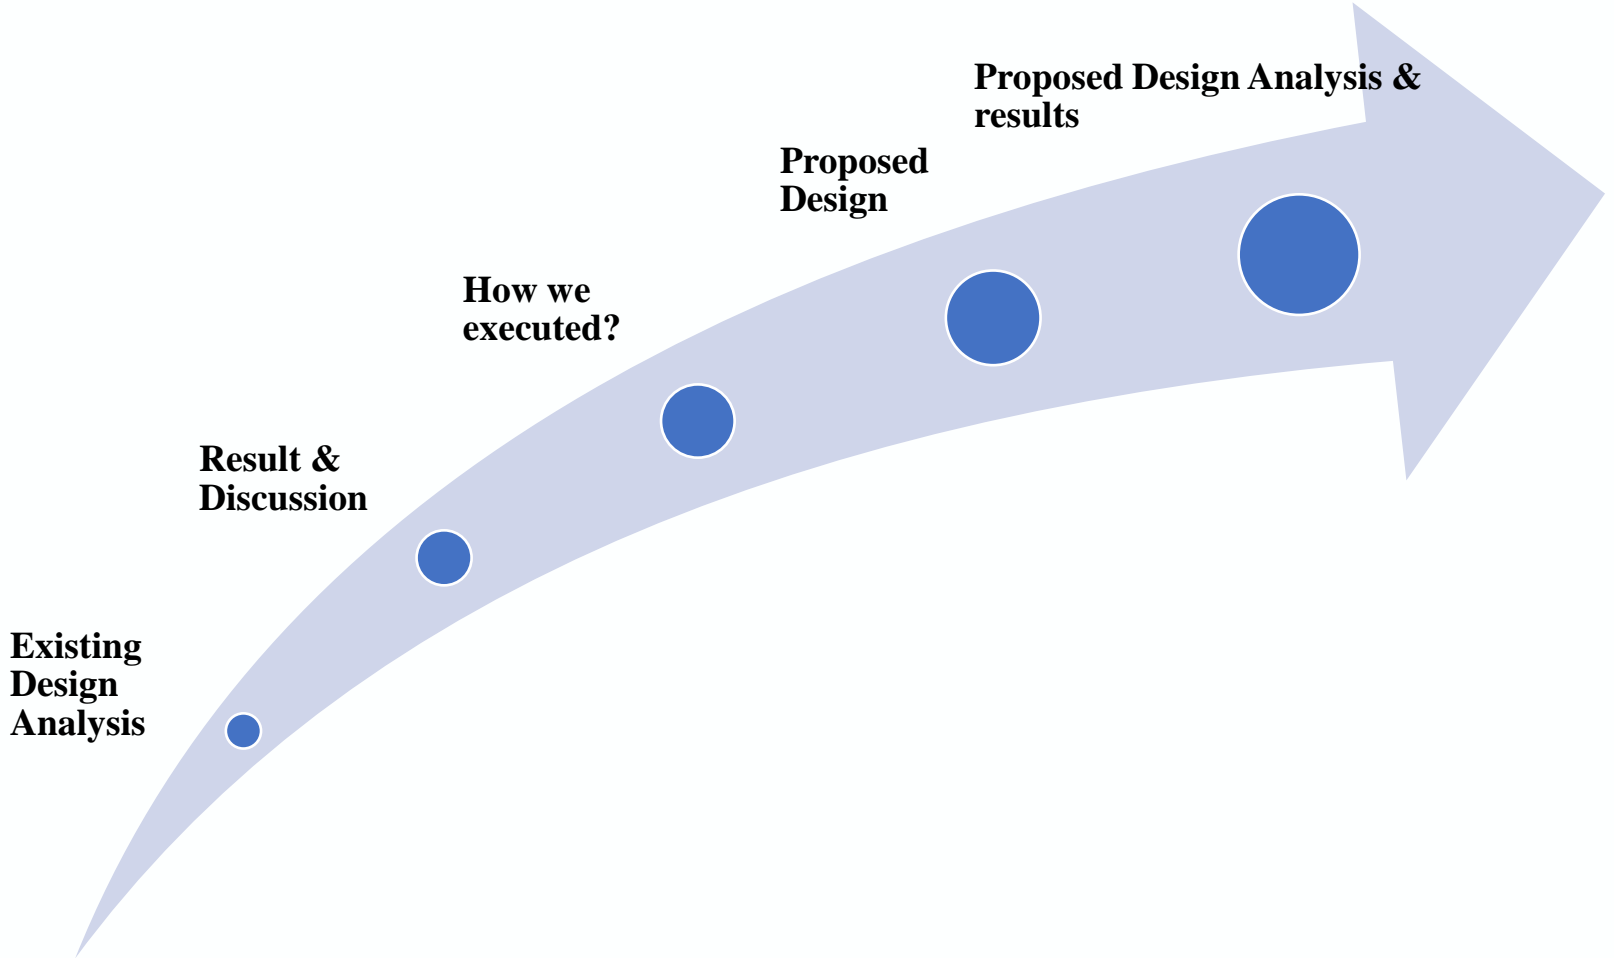 Proposed Design Analysis &
results
Proposed
Design
How we
executed?
Result &
Discussion
Existing
Design
Analysis